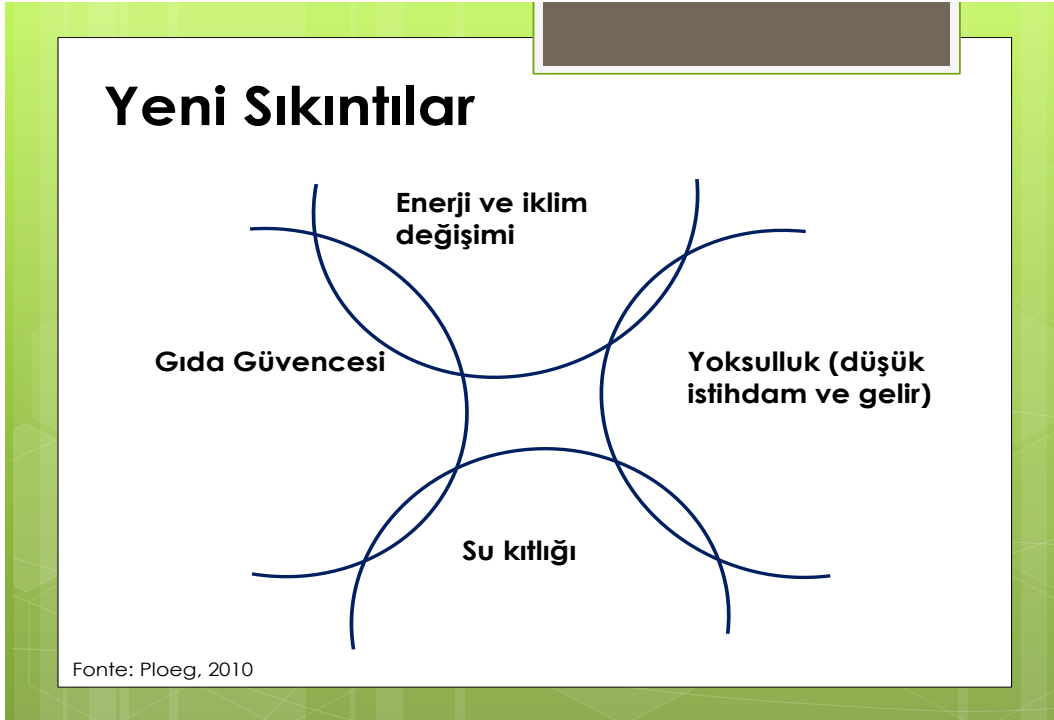 Yeni Sıkıntılar
Enerji ve iklim
değişimi
Gıda Güvencesi
Yoksulluk (düşük
istihdam ve gelir)
Su kıtlığı
Fonte: Ploeg, 2010